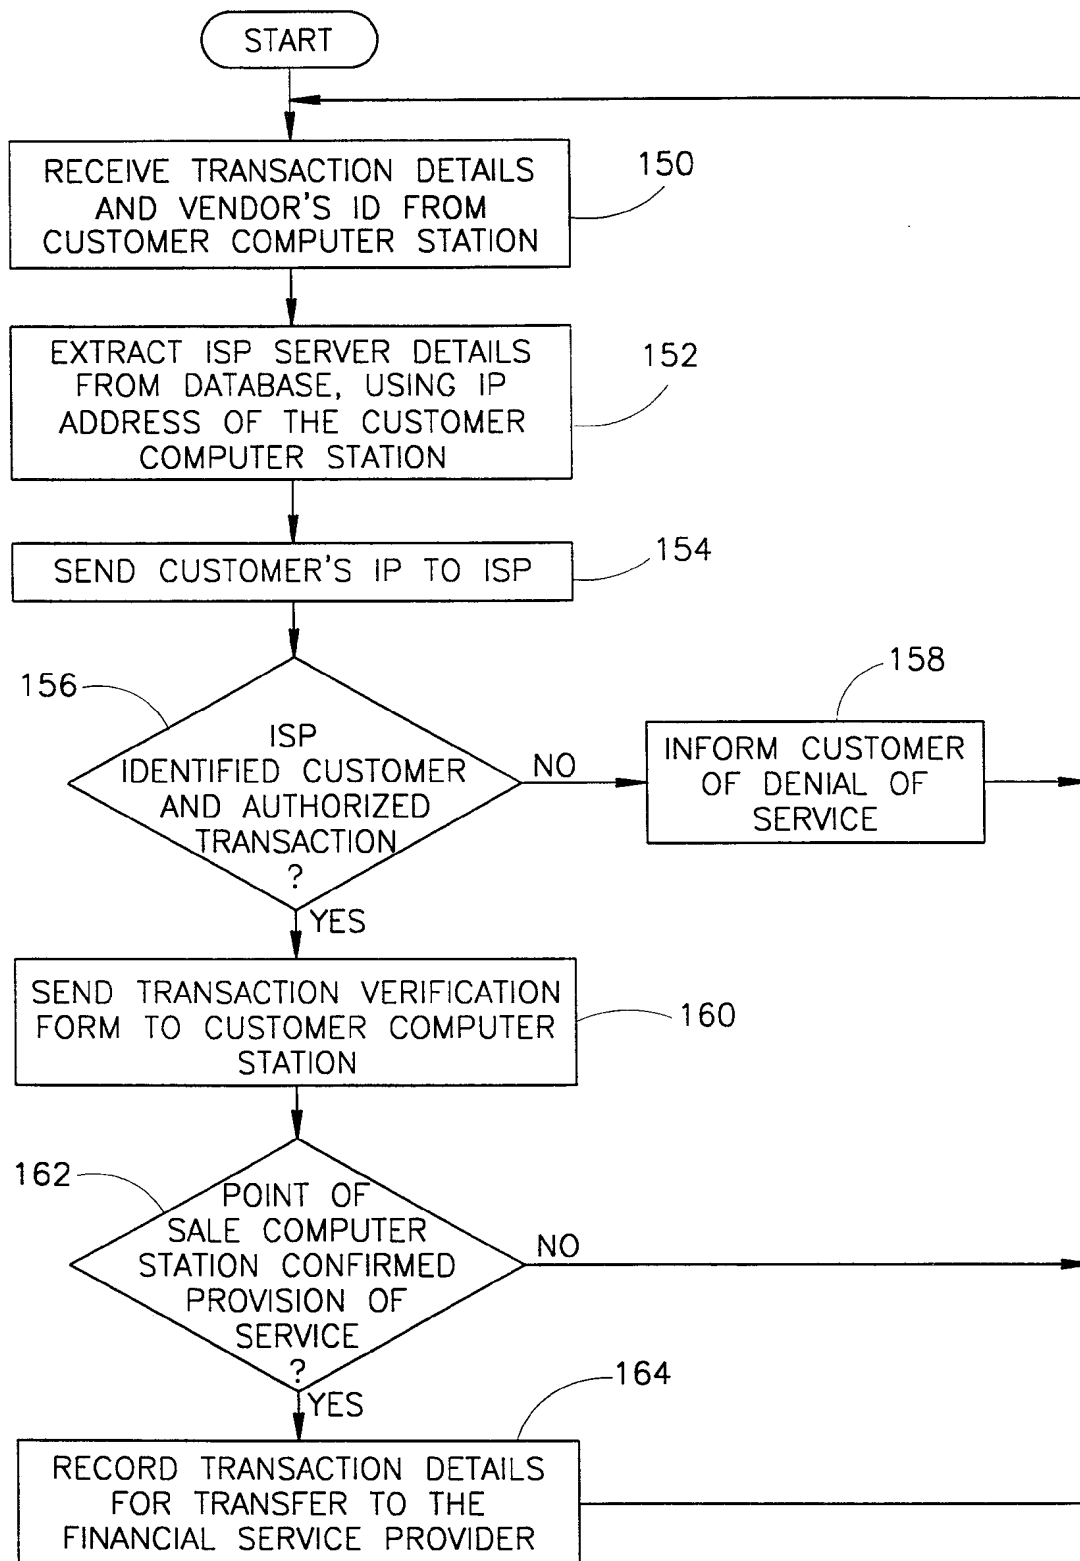 START
RECEIVE TRANSACTION DETAILS
AND VENDOR'S ID FROM
CUSTOMER COMPUTER STATION
150
EXTRACT ISP SERVER DETAILS
FROM DATABASE, USING IP
ADDRESS OF THE CUSTOMER
COMPUTER STATION
152
SEND CUSTOMER'S IP TO ISP
154
156
ISP
IDENTIFIED CUSTOMER
AND AUTHORIZED
TRANSACTION
?
NO
158
INFORM CUSTOMER
OF DENIAL OF
SERVICE
YES
SEND TRANSACTION VERIFICATION
FORM TO CUSTOMER COMPUTER
STATION
160
162
POINT OF
SALE COMPUTER
STATION CONFIRMED
PROVISION OF
SERVICE
?
NO
YES
164
RECORD TRANSACTION DETAILS
FOR TRANSFER TO THE
FINANCIAL SERVICE PROVIDER